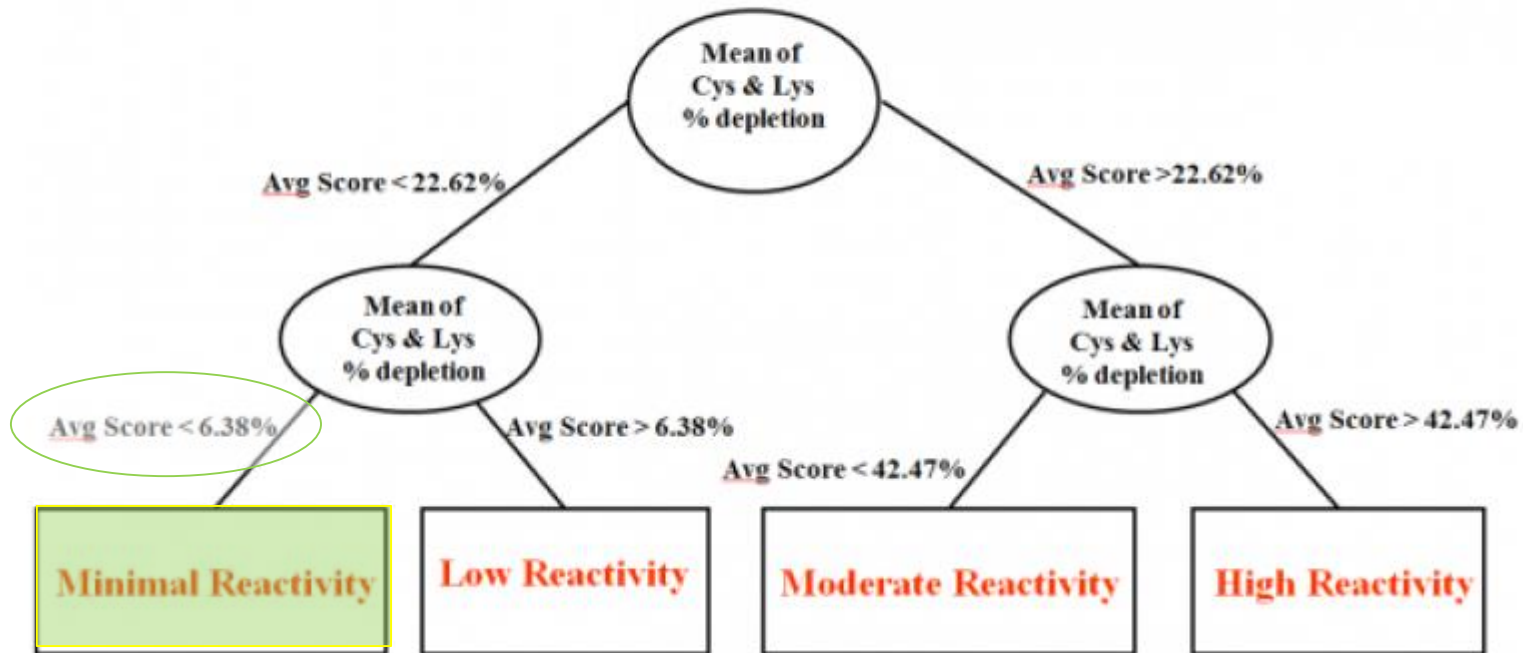 Mean of
Cys & Lys
% depletion
Avg Score < 22.62%
Avg Score >22.62%
Mean of
Cys & Lys
% depletion
Mean of
Cys & Lys
% depletion
Avg Score < 6.38%
Avg Score > 6.38%
Avg Score < 42.47%
Avg Score > 42.47%
Minimal Reactivity
Low Reactivity
Moderate Reactivity
High Reactivity